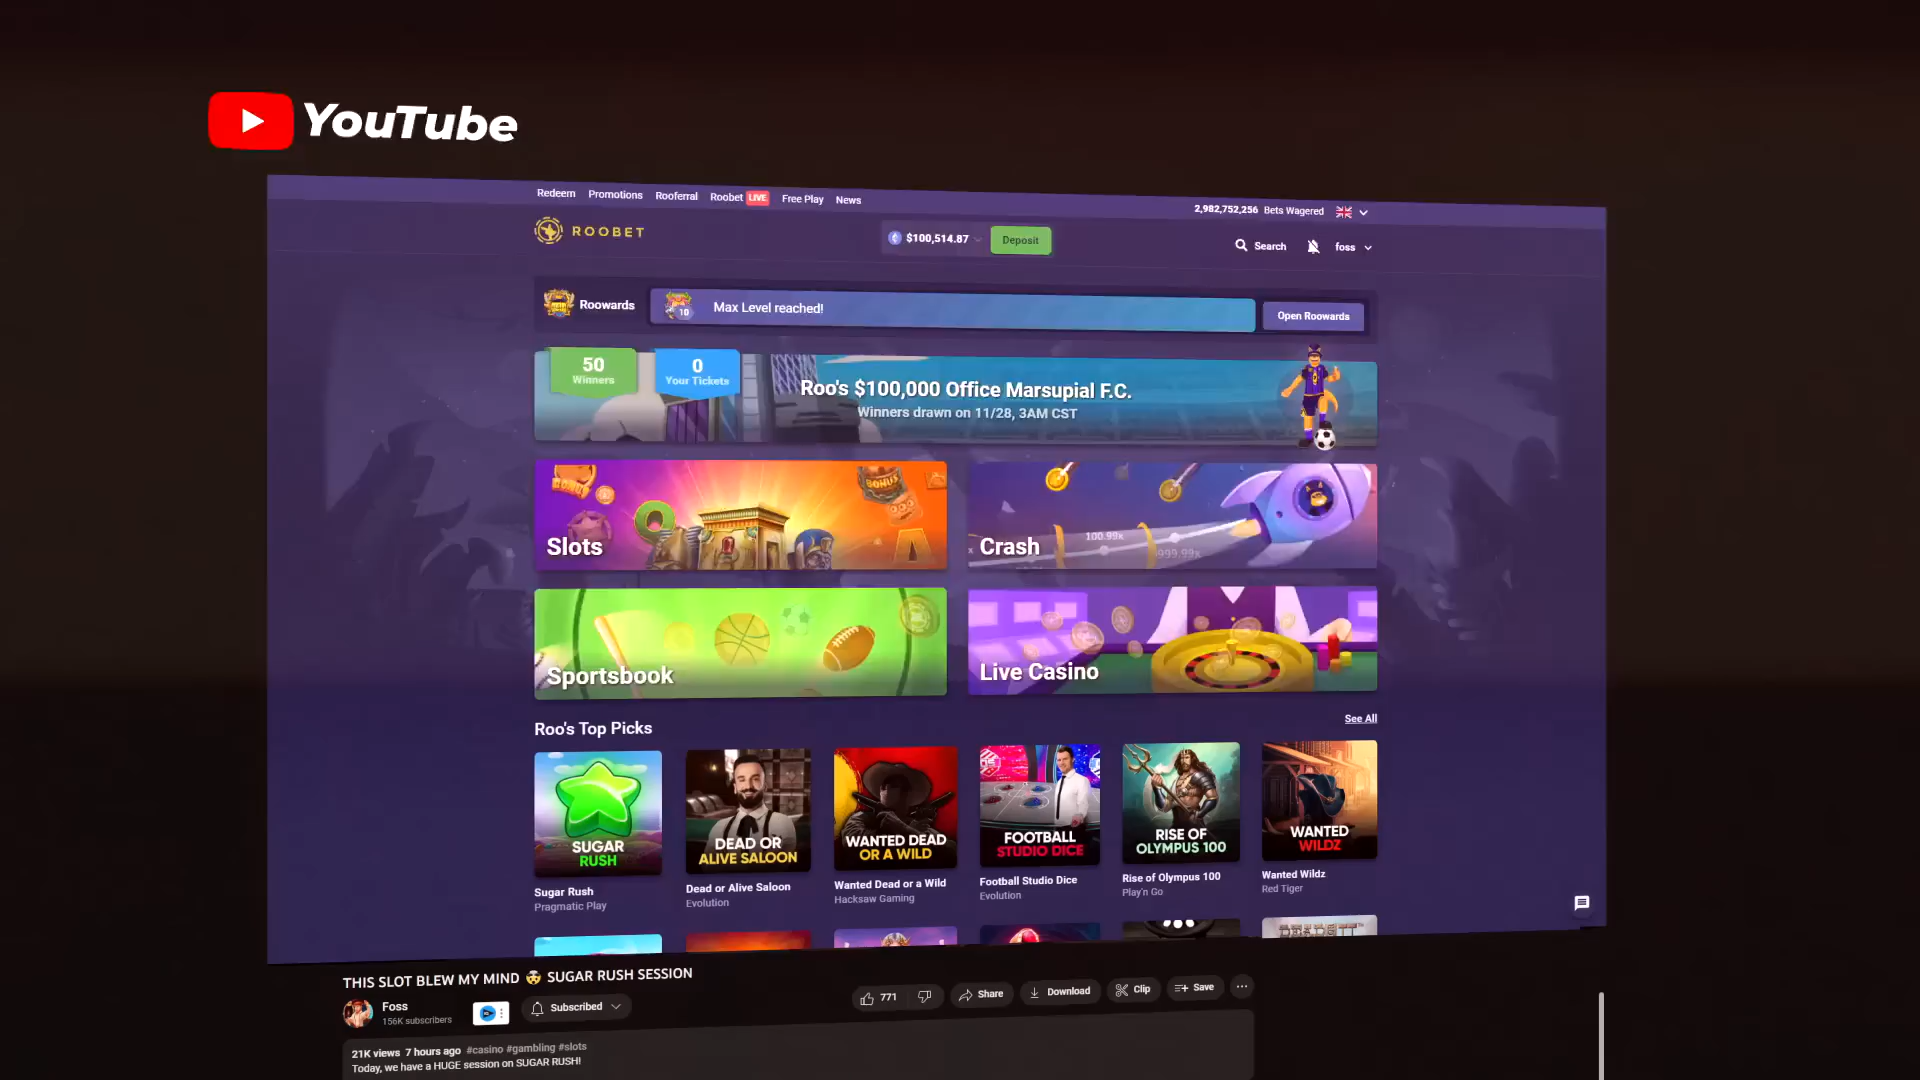 YouTube
Redeem Promotions Rooferral Roobet LIVE Free Play News
2,982,752,256 Bets Wagered
ROOBET
$100,514.87 Deposit
Search foss
Roowards 10 Max Level reached! Open Roowards
50 Winners
0 Your Tickets
Roo's $100,000 Office Marsupial F.C.
Winners drawn on 11/28, 3AM CST
BONUS
Slots
100.99x
999.99x
Crash
Sportsbook
Live Casino
Roo's Top Picks See All
SUGAR RUSH
DEAD OR ALIVE SALOON
WANTED DEAD OR A WILD
FOOTBALL STUDIO DICE
RISE OF OLYMPUS 100
WANTED WILDZ
Sugar Rush
Pragmatic Play
Dead or Alive Saloon
Evolution
Wanted Dead or a Wild
Hacksaw Gaming
Football Studio Dice
Evolution
Rise of Olympus 100
Play'n Go
Wanted Wildz
Red Tiger
THIS SLOT BLEW MY MIND 🤯 SUGAR RUSH SESSION
Foss
156K subscribers
Subscribed
771 Share Download Clip Save
21K views 7 hours ago #casino #gambling #slots
Today, we have a HUGE session on SUGAR RUSH!